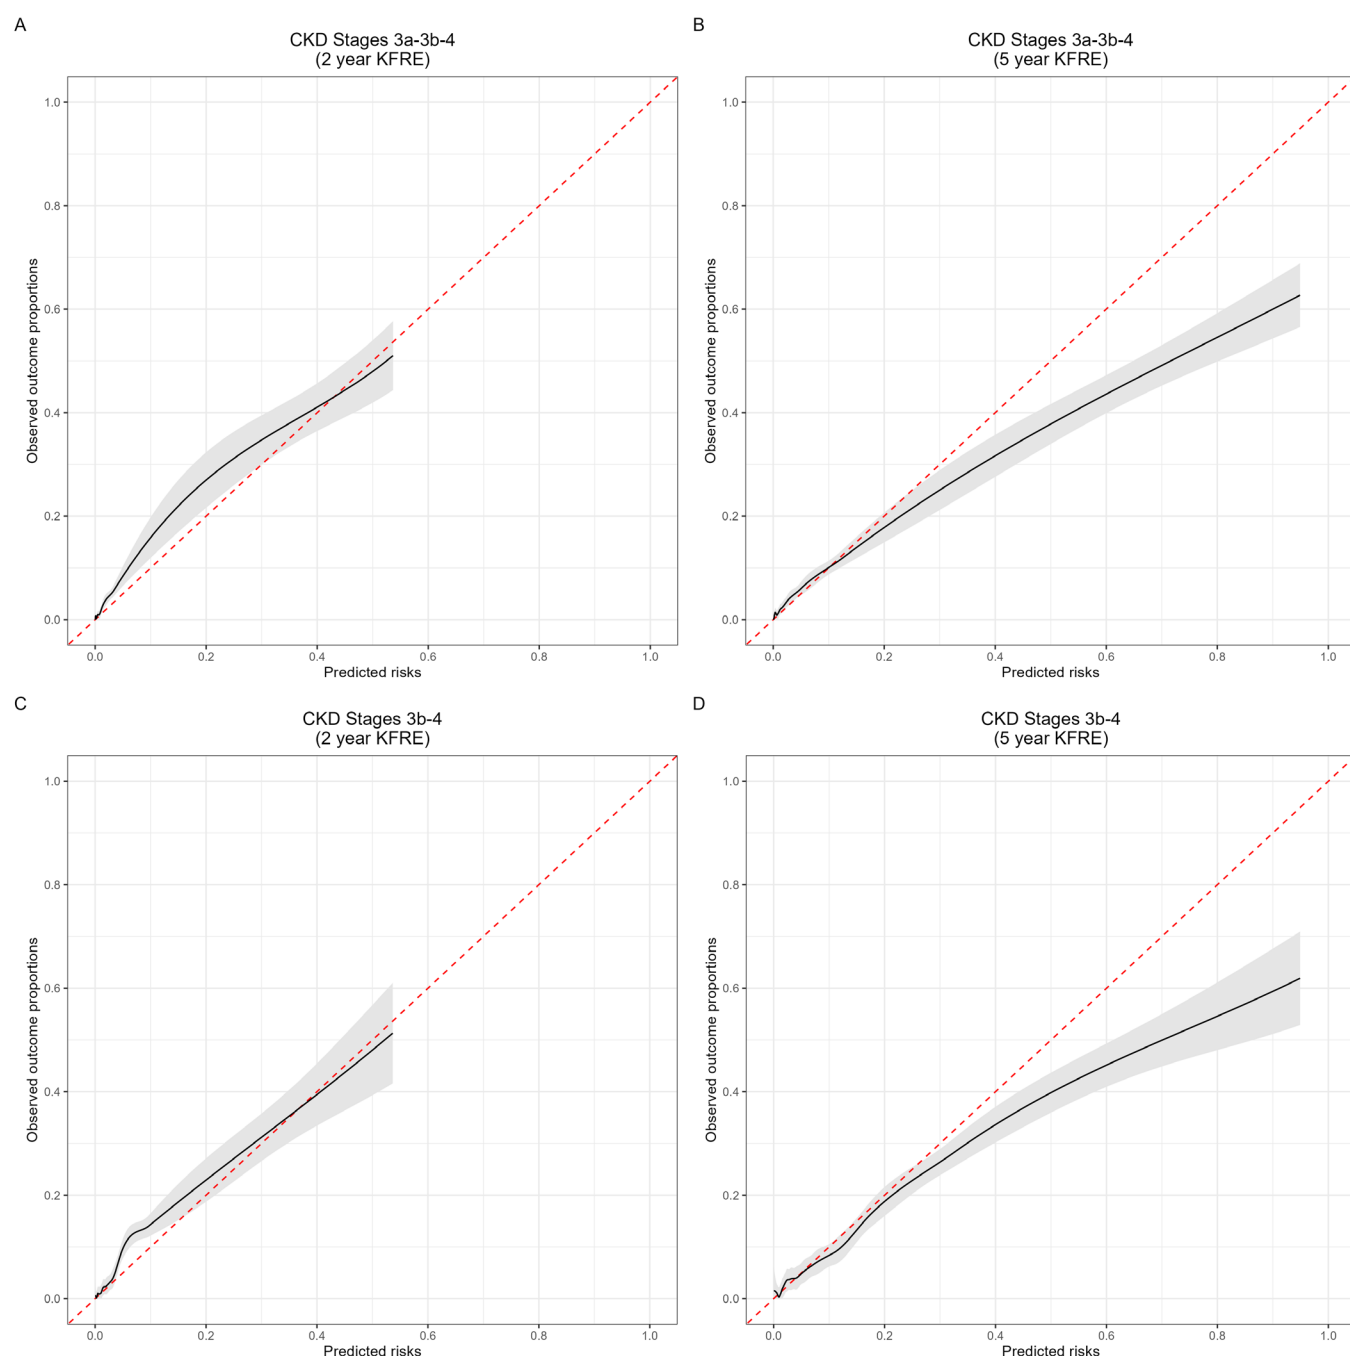 A
CKD Stages 3a-3b-4
(2 year KFRE)
Observed outcome proportions
1.0
0.8
0.6
0.4
0.2
0.0
0.0 0.2 0.4 0.6 0.8 1.0
Predicted risks
B
CKD Stages 3a-3b-4
(5 year KFRE)
Observed outcome proportions
1.0
0.8
0.6
0.4
0.2
0.0
0.0 0.2 0.4 0.6 0.8 1.0
Predicted risks
C
CKD Stages 3b-4
(2 year KFRE)
Observed outcome proportions
1.0
0.8
0.6
0.4
0.2
0.0
0.0 0.2 0.4 0.6 0.8 1.0
Predicted risks
D
CKD Stages 3b-4
(5 year KFRE)
Observed outcome proportions
1.0
0.8
0.6
0.4
0.2
0.0
0.0 0.2 0.4 0.6 0.8 1.0
Predicted risks